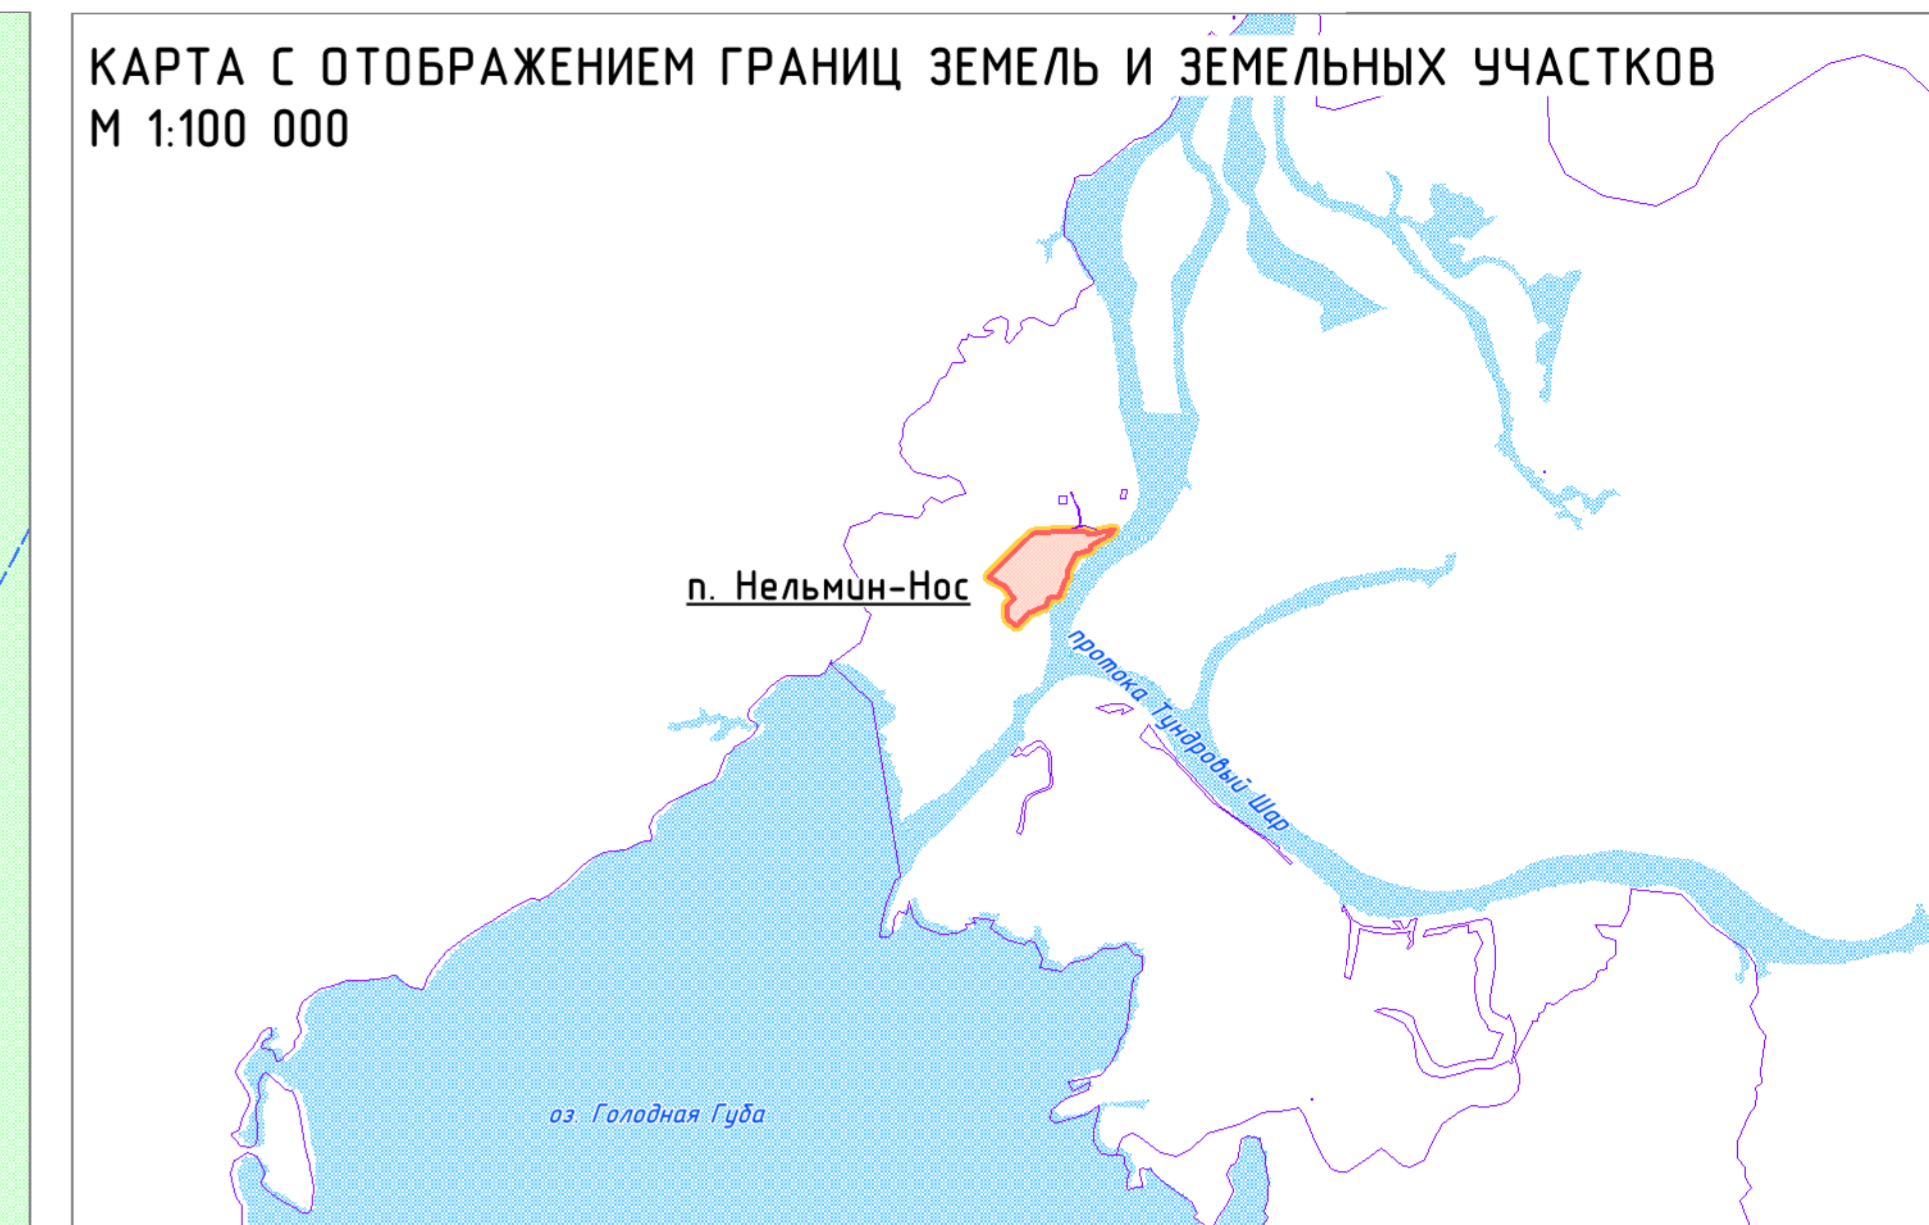 КАРТА С ОТОБРАЖЕНИЕМ ГРАНИЦ ЗЕМЕЛЬ И ЗЕМЕЛЬНЫХ УЧАСТКОВ
М 1:100 000
п. Нельмин-Нос
протока Тундровый Шар
оз. Голодная Губа